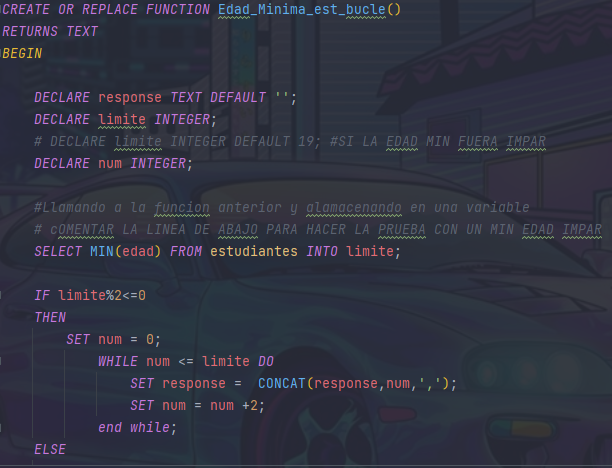 CREATE OR REPLACE FUNCTION Edad_Minima_est_bucle()
RETURNS TEXT
BEGIN
DECLARE response TEXT DEFAULT '';
DECLARE limite INTEGER;
# DECLARE limite INTEGER DEFAULT 19; #SI LA EDAD MIN FUERA IMPAR
DECLARE num INTEGER;
#Llamando a la funcion anterior y alamacenando en una variable
# cOMENTAR LA LINEA DE ABAJO PARA HACER LA PRUEBA CON UN MIN EDAD IMPAR
SELECT MIN(edad) FROM estudiantes INTO limite;
IF limite%2<=0
THEN
SET num = 0;
WHILE num <= limite DO
SET response =  CONCAT(response,num,',');
SET num = num +2;
end while;
ELSE